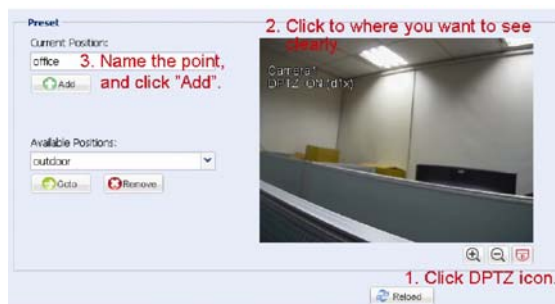 Preset
Current Position:
office
Add
Available Positions:
outdoor
Goto
Remove
2. Click to where you want to see
clearly.
3. Name the point,
and click "Add".
Camera1
DPTZ ON (d1x)
1. Click DPTZ icon.
Reload